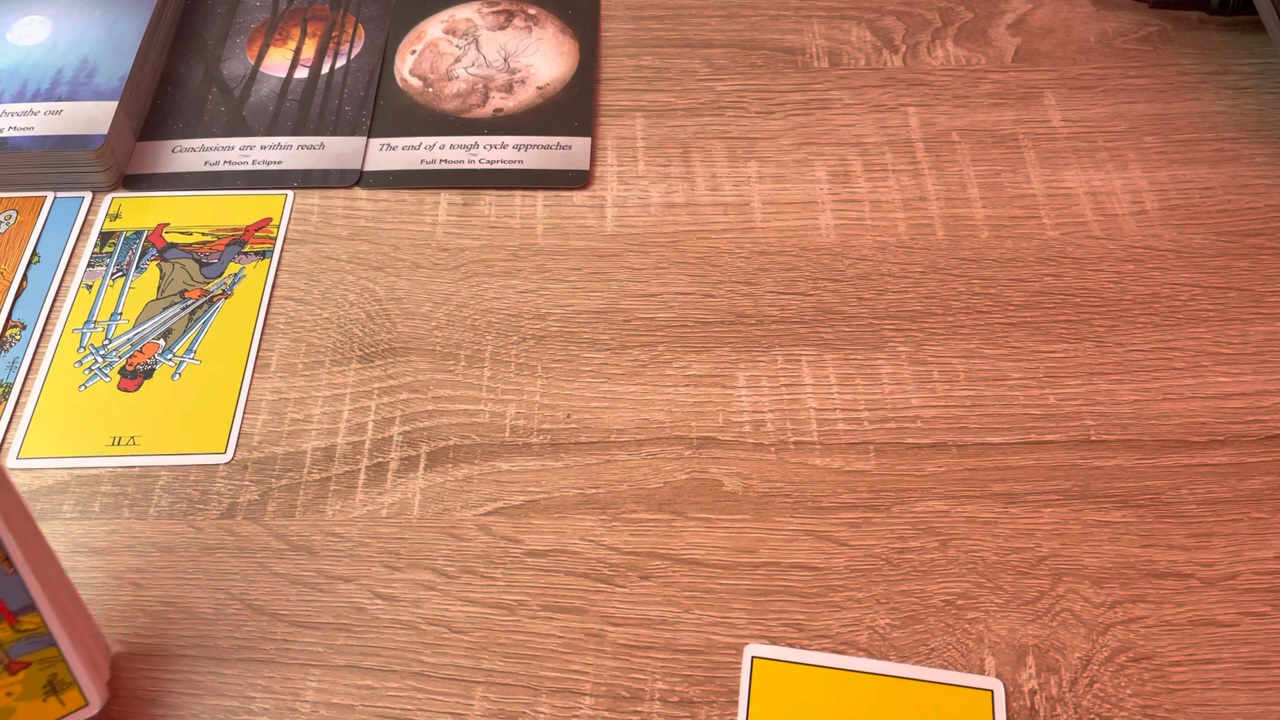 breathe out
g Moon
Conclusions are within reach
Full Moon Eclipse
The end of a tough cycle approaches
Full Moon in Capricorn
VII